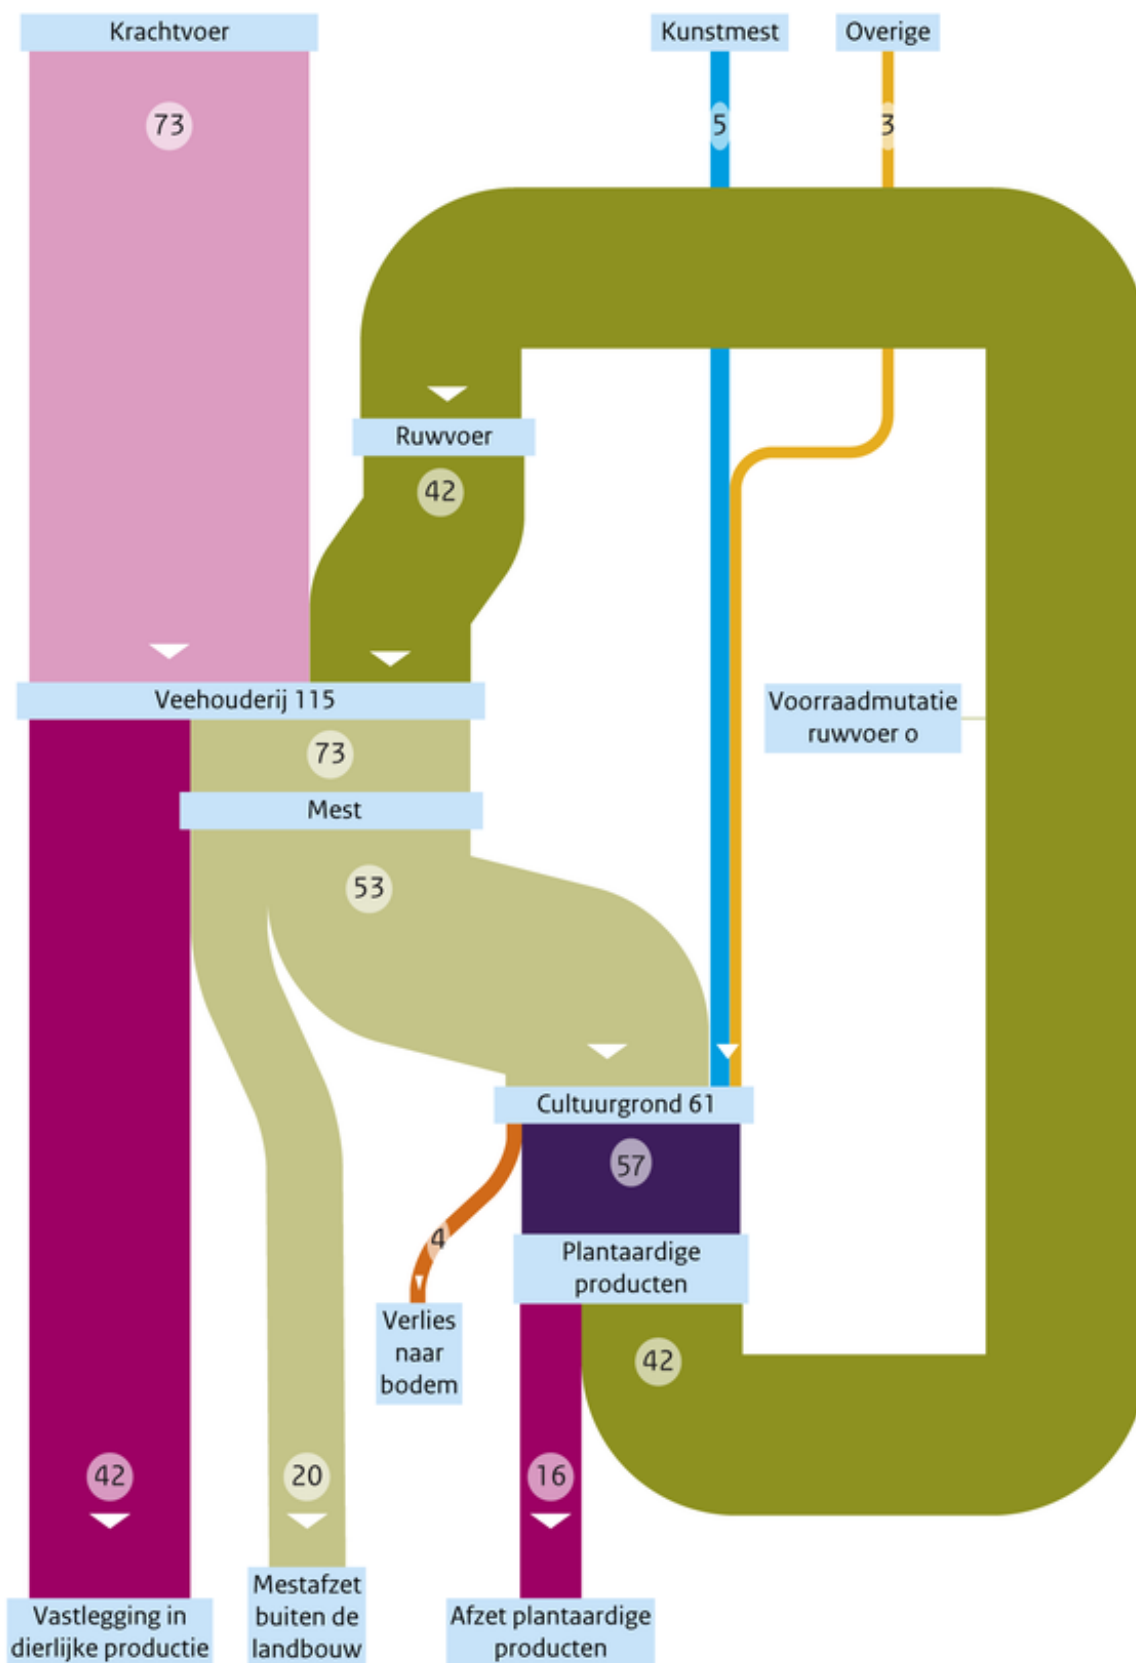 Krachtvoer
Kunstmest
Overige
73
5
3
Ruwvoer
42
Veehouderij 115
Voorraadmutatie
ruwvoer 0
73
Mest
53
Cultuurgrond 61
57
4
Plantaardige
producten
Verlies
naar
bodem
42
42
20
16
Vastlegging in
dierlijke productie
Mestafzet
buiten de
landbouw
Afzet plantaardige
producten